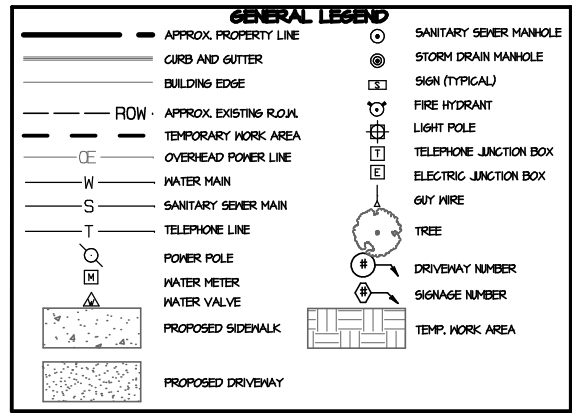 GENERAL LEGEND
APPROX. PROPERTY LINE
CURB AND GUTTER
BUILDING EDGE
ROW APPROX. EXISTING R.O.W.
TEMPORARY WORK AREA
OE OVERHEAD POWER LINE
W WATER MAIN
S SANITARY SEWER MAIN
T TELEPHONE LINE
POWER POLE
M WATER METER
W WATER VALVE
PROPOSED SIDEWALK
PROPOSED DRIVEWAY
SANITARY SEWER MANHOLE
STORM DRAIN MANHOLE
S SIGN (TYPICAL)
FIRE HYDRANT
LIGHT POLE
T TELEPHONE JUNCTION BOX
E ELECTRIC JUNCTION BOX
GUY WIRE
TREE
# DRIVEWAY NUMBER
# SIGNAGE NUMBER
TEMP. WORK AREA